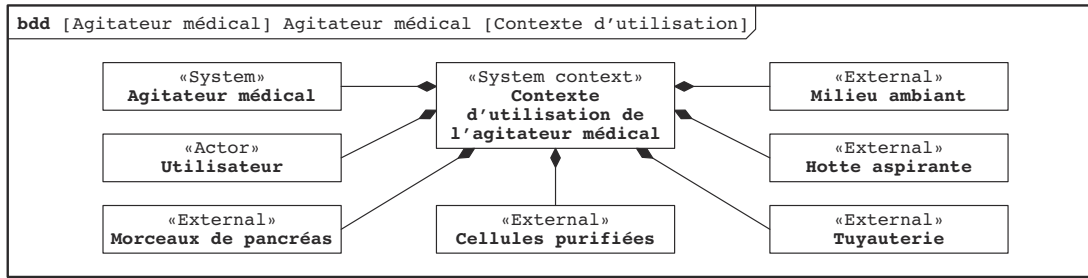 bdd [Agitateur médical] Agitateur médical [Contexte d'utilisation]
«System»
Agitateur médical
«System context»
Contexte
d'utilisation de
l'agitateur médical
«External»
Milieu ambiant
«Actor»
Utilisateur
«External»
Hotte aspirante
«External»
Morceaux de pancréas
«External»
Cellules purifiées
«External»
Tuyauterie